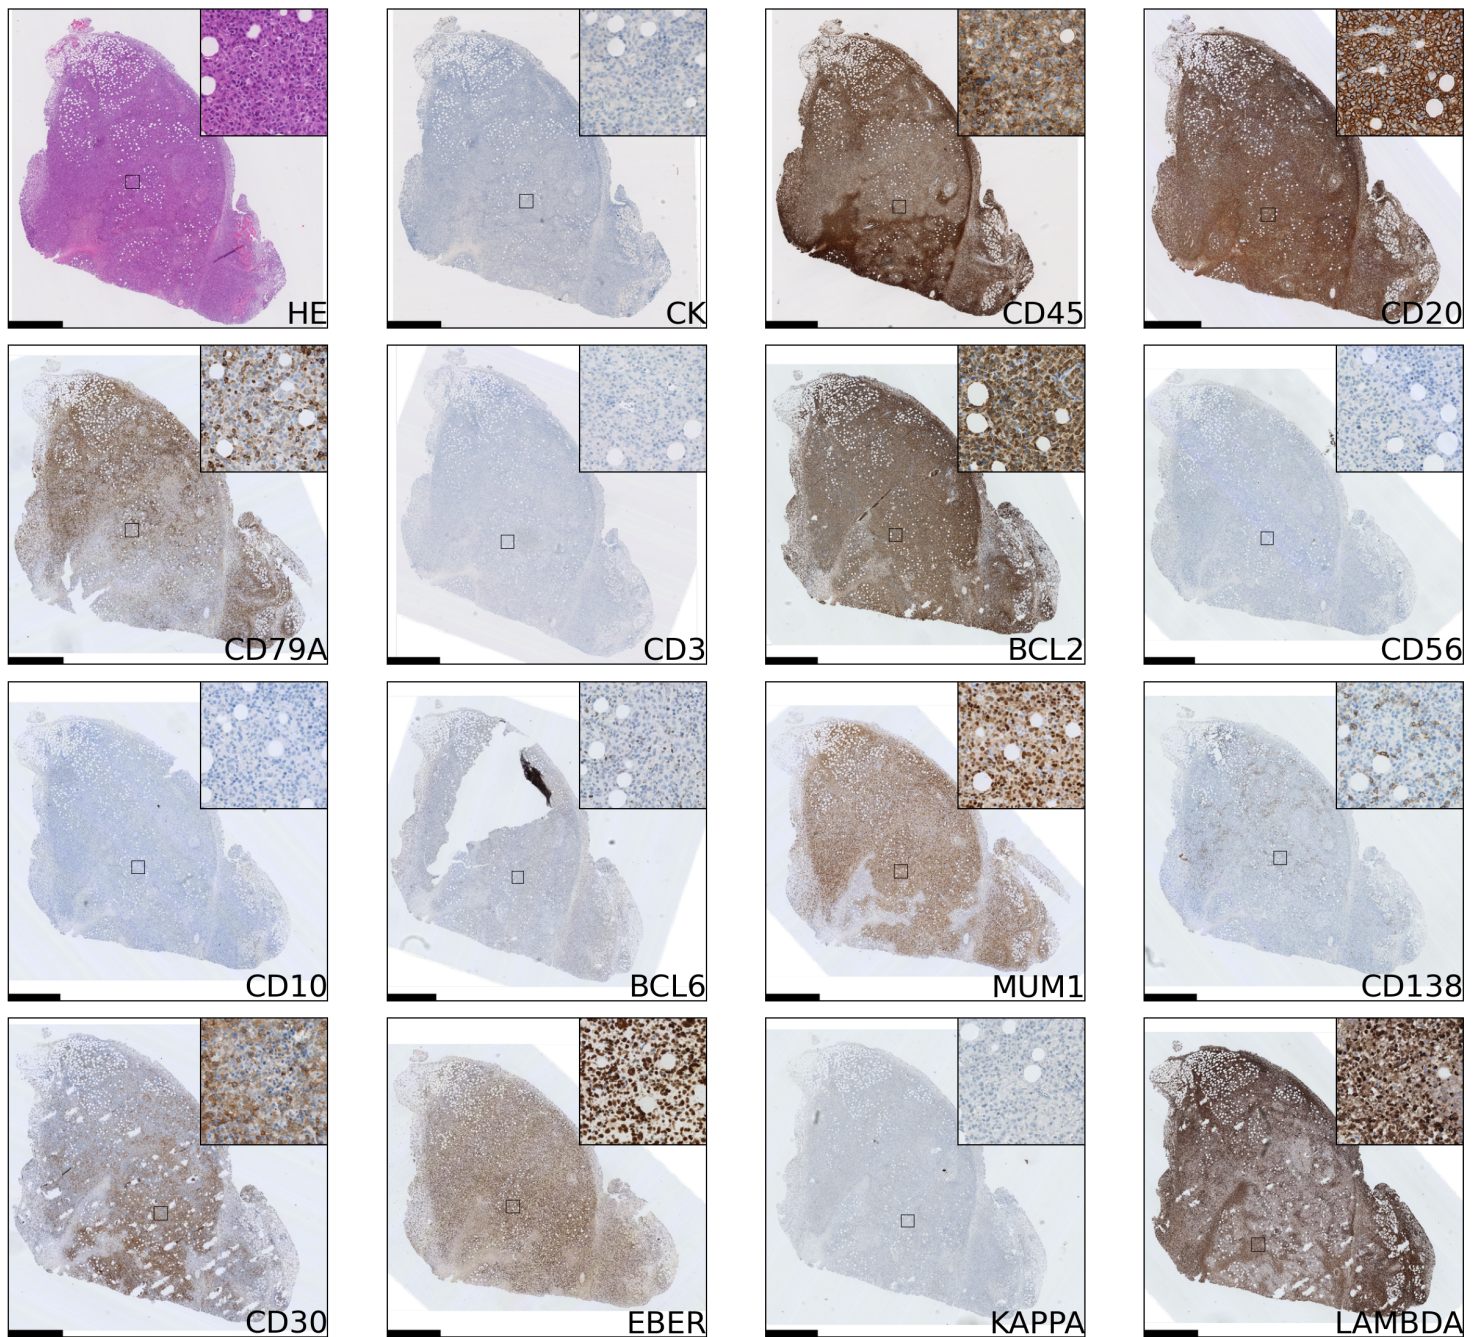 HE
CK
CD45
CD20
CD79A
CD3
BCL2
CD56
CD10
BCL6
MUM1
CD138
CD30
EBER
KAPPA
LAMBDA